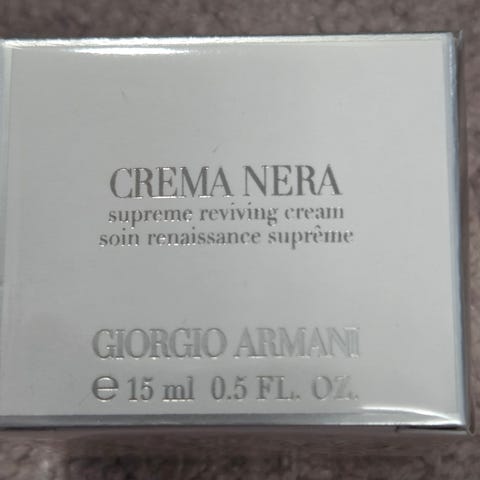 CREMA NERA
supreme reviving cream
soin renaissance suprême
GIORGIO ARMANI
℮ 15 ml 0.5 FL. OZ.